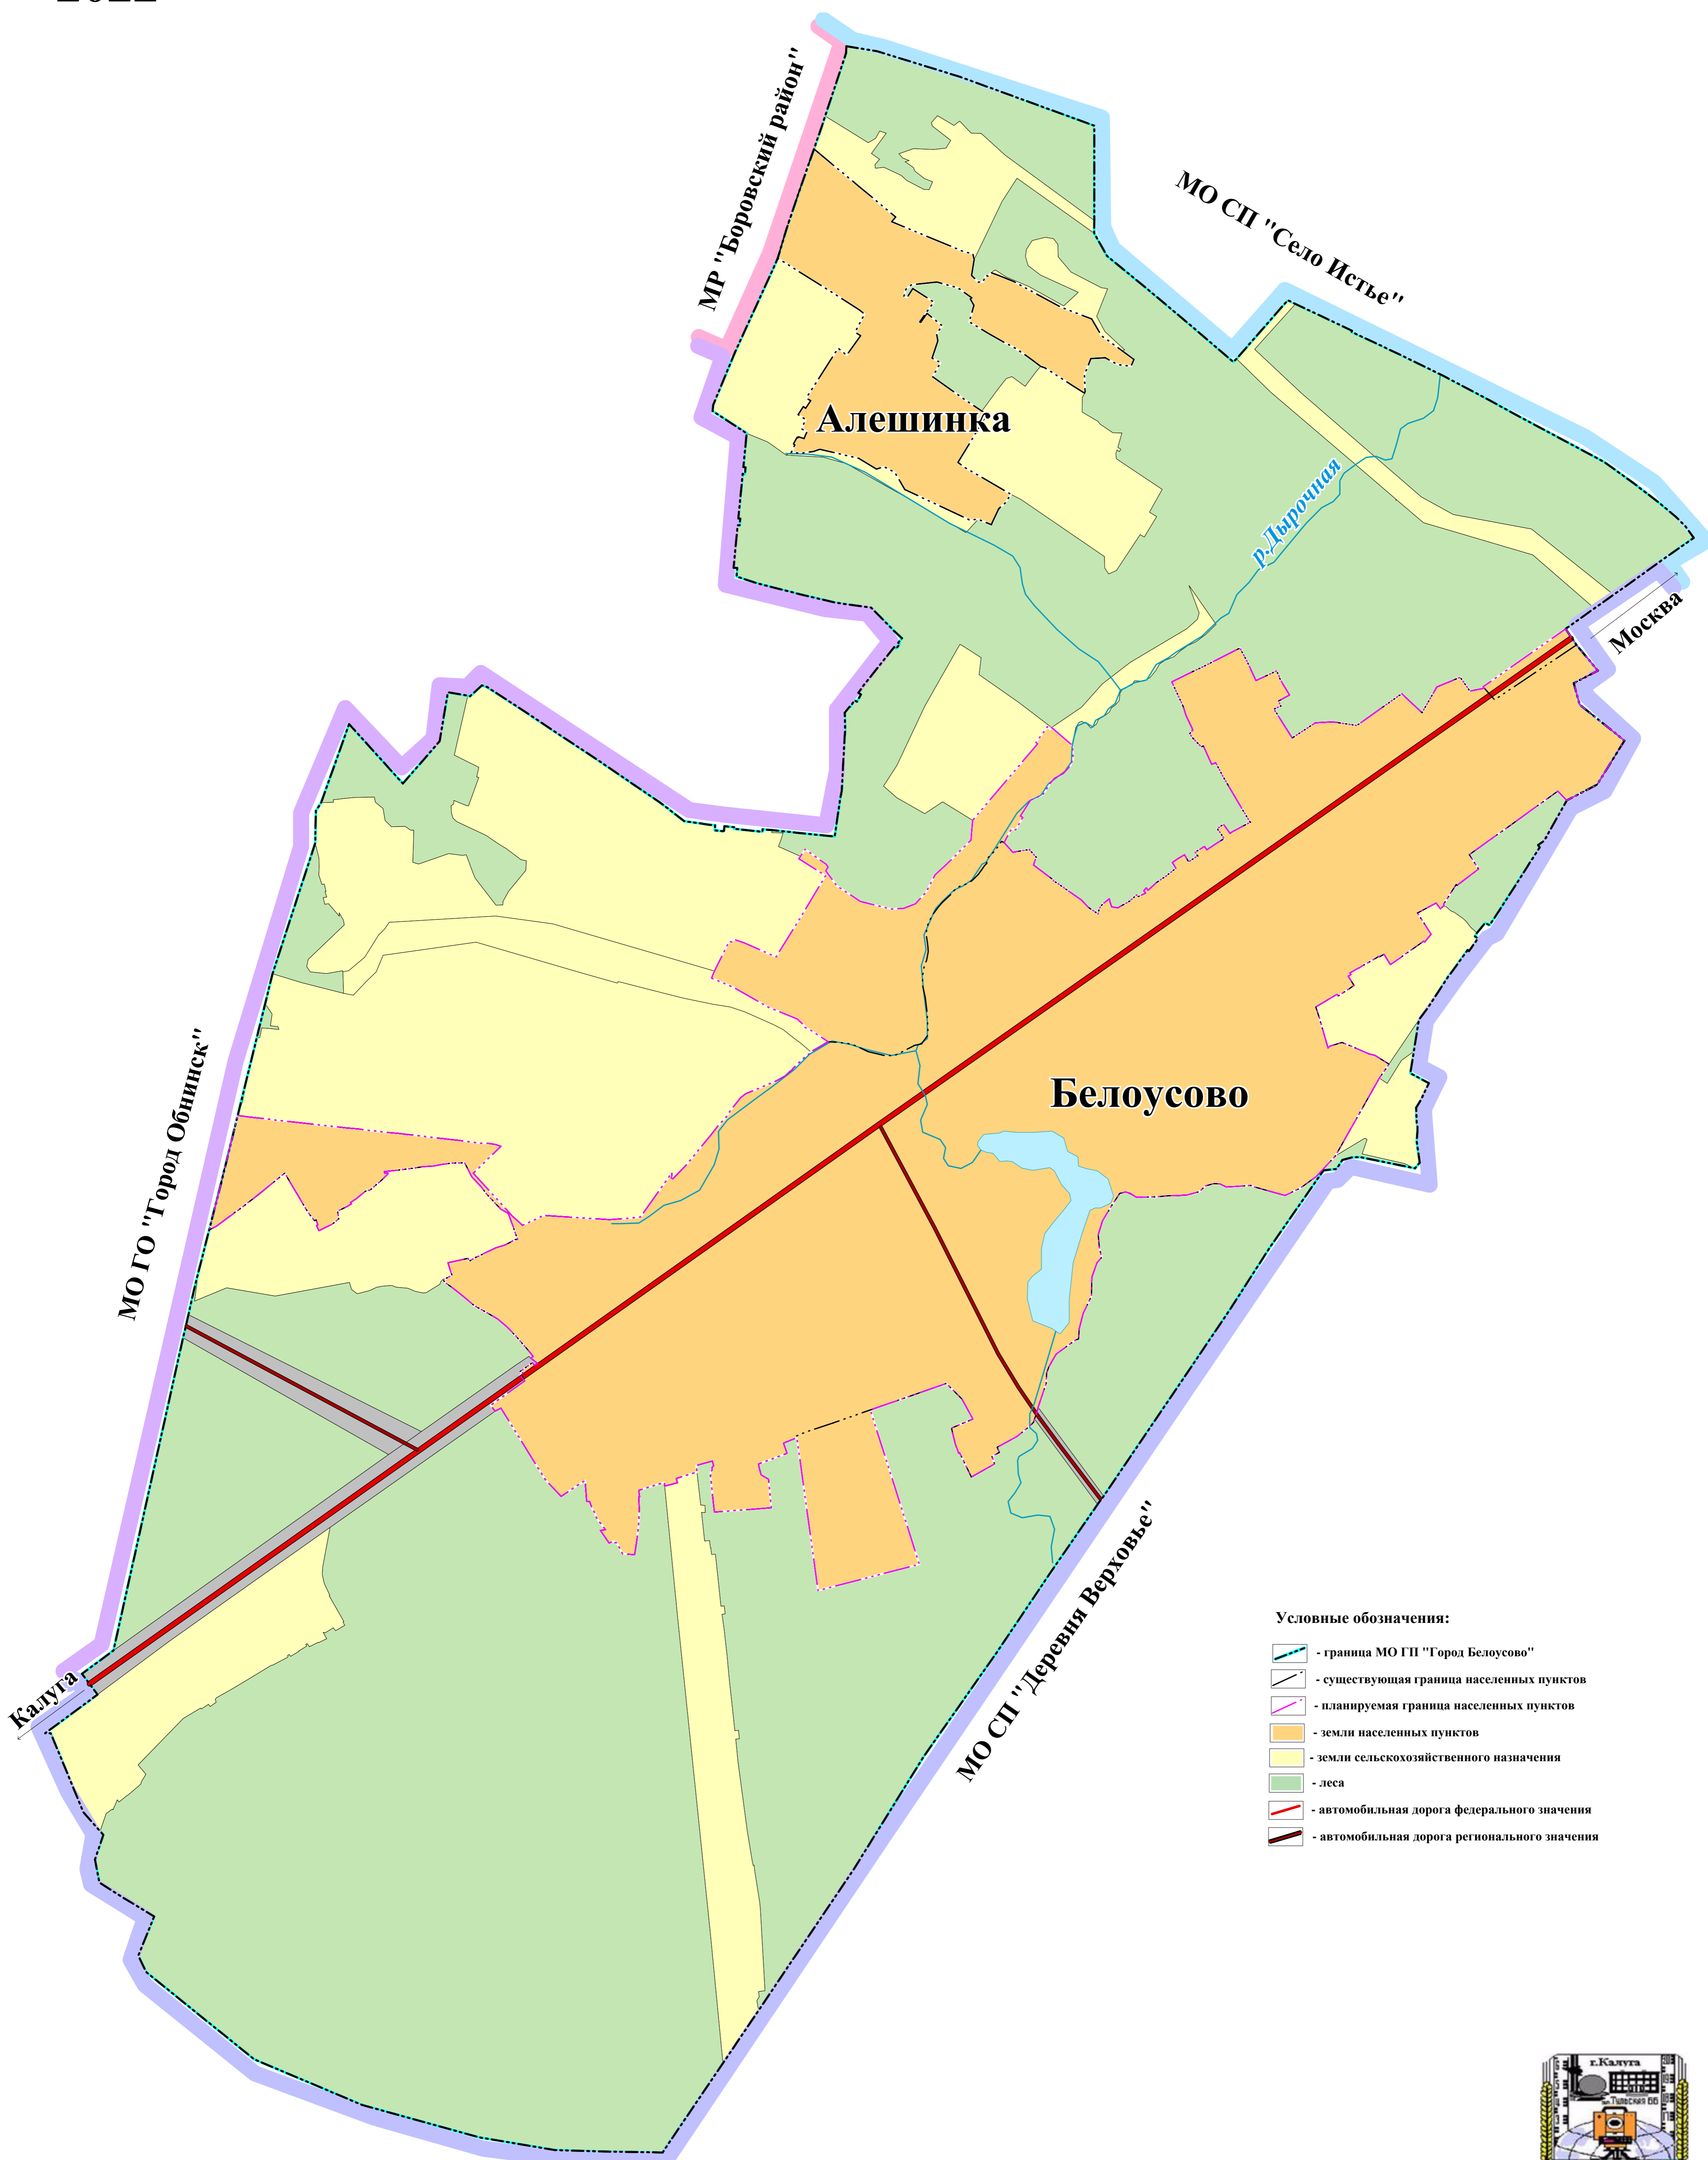 МР "Боровский район"
МО СП "Село Истье"
Алешинка
р.Дырочная
Москва
МО ГО "Город Обнинск"
Белоусово
МО СП "Деревня Верховье"
Калуга
Условные обозначения:
- граница МО ГП "Город Белоусово"
- существующая граница населенных пунктов
- планируемая граница населенных пунктов
- земли населенных пунктов
- земли сельскохозяйственного назначения
- леса
- автомобильная дорога федерального значения
- автомобильная дорога регионального значения
г.Калуга